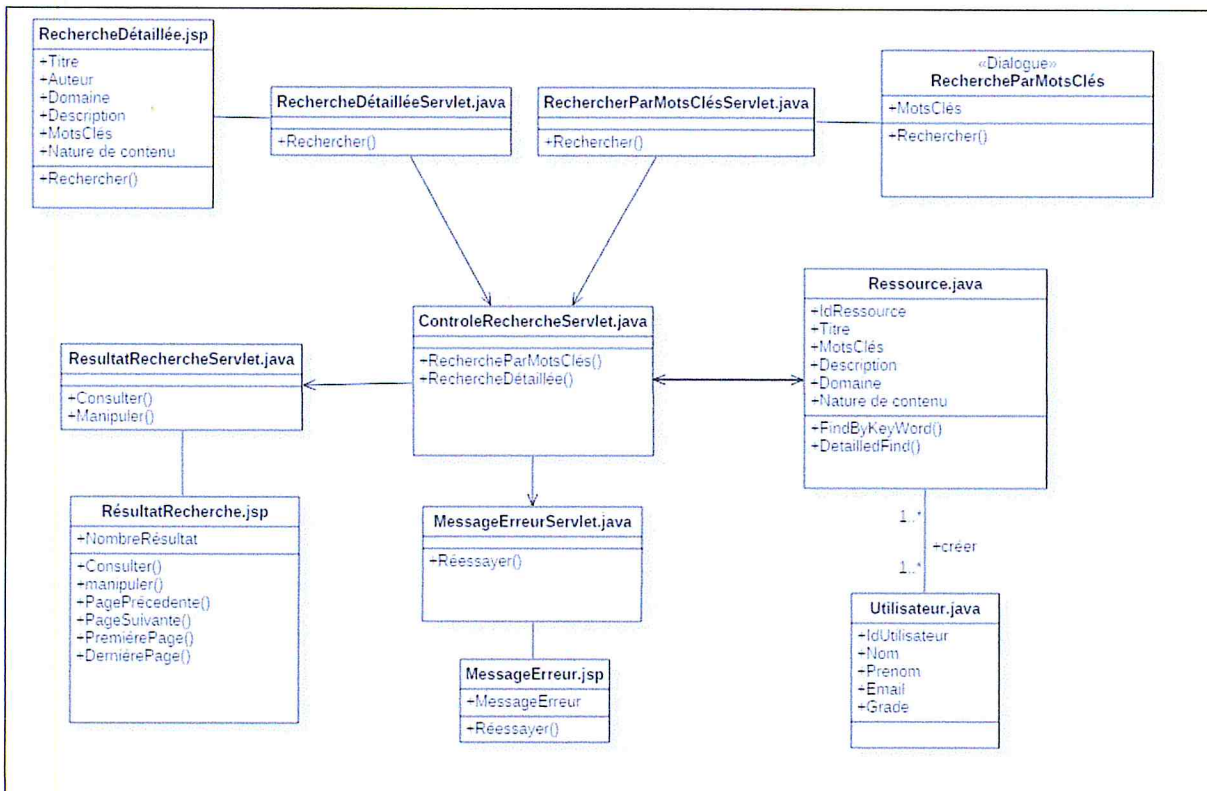 RechercheDétaillée.jsp
+Titre
+Auteur
+Domaine
+Description
+MotsClés
+Nature de contenu
+Rechercher()
RechercheDétailléeServlet.java
+Rechercher()
RechercherParMotsClésServlet.java
+Rechercher()
«Dialogue»
RechercheParMotsClés
+MotsClés
+Rechercher()
ControleRechercheServlet.java
+RechercheParMotsClés()
+RechercheDétaillée()
Ressource.java
+IdRessource
+Titre
+MotsClés
+Description
+Domaine
+Nature de contenu
+FindByKeyWord()
+DetailledFind()
ResultatRechercheServlet.java
+Consulter()
+Manipuler()
RésultatRecherche.jsp
+NombreRésultat
+Consulter()
+manipuler()
+PagePrécedente()
+PageSuivante()
+PremiérePage()
+DerniérePage()
MessageErreurServlet.java
+Réessayer()
MessageErreur.jsp
+MessageErreur
+Réessayer()
1..*
+créer
1..*
Utilisateur.java
+IdUtilisateur
+Nom
+Prenom
+Email
+Grade